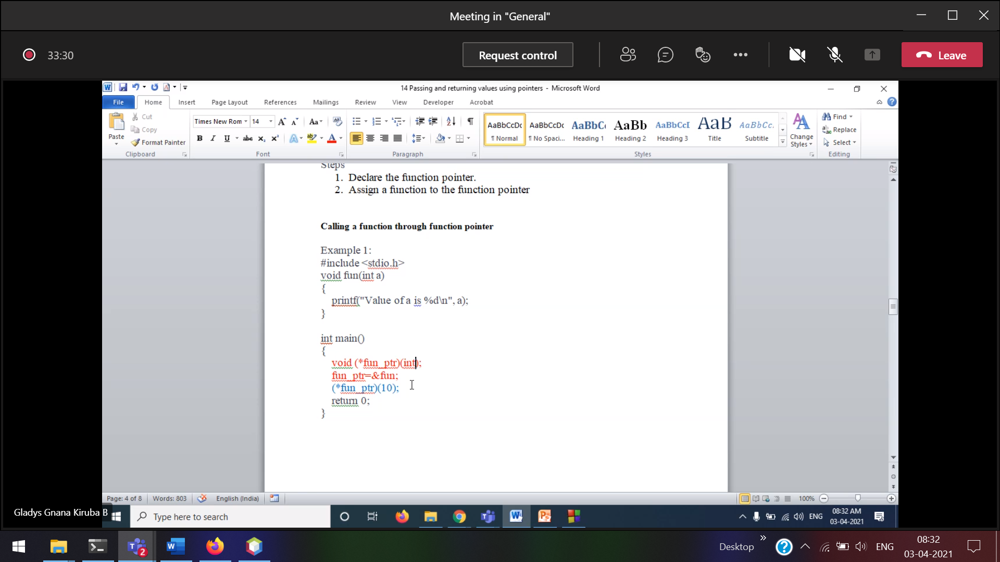 Meeting in "General"
33:30
Request control
Leave
14 Passing and returning values using pointers - Microsoft Word
File Home Insert Page Layout References Mailings Review View Developer Acrobat
Paste
Cut
Copy
Format Painter
Clipboard
Times New Rom 14
Font
Paragraph
AaBbCcDc AaBbCcDc AaBbC AaBb AaBbCcI AaB AaBbCc.
¶ Normal ¶ No Spaci... Heading 1 Heading 2 Heading 3 Title Subtitle
Change
Styles
Styles
Find
Replace
Select
Editing
Steps
1. Declare the function pointer.
2. Assign a function to the function pointer
Calling a function through function pointer
Example 1:
#include <stdio.h>
void fun(int a)
{
printf("Value of a is %d\n", a);
}
int main()
{
void (*fun_ptr)(int);
fun_ptr=&fun;
(*fun_ptr)(10);
return 0;
}
Page: 4 of 8 Words: 803 English (India) 100%
Gladys Gnana Kiruba B
Type here to search
ENG
08:32 AM
03-04-2021
2
Desktop
ENG
08:32
03-04-2021